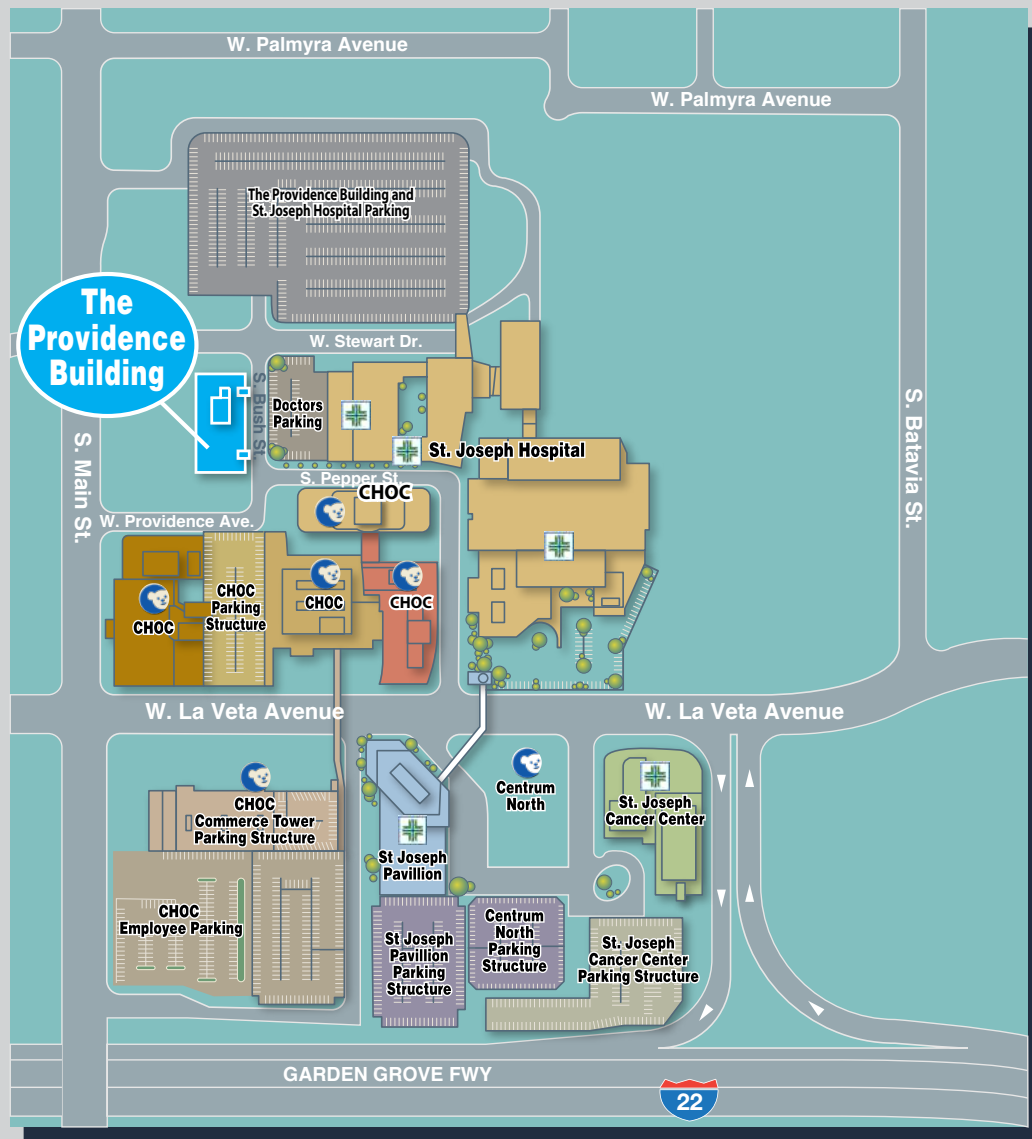 W. Palmyra Avenue
W. Palmyra Avenue
The Providence Building and
St. Joseph Hospital Parking
The
Providence
Building
W. Stewart Dr.
S. Bush St.
Doctors
Parking
S. Main St.
S. Batavia St.
St. Joseph Hospital
S. Pepper St.
CHOC
W. Providence Ave.
CHOC
CHOC
Parking
Structure
CHOC
CHOC
W. La Veta Avenue
W. La Veta Avenue
Centrum
North
St. Joseph
Cancer Center
CHOC
Commerce Tower
Parking Structure
St Joseph
Pavillion
CHOC
Employee Parking
St Joseph
Pavillion
Parking
Structure
Centrum
North
Parking
Structure
St. Joseph
Cancer Center
Parking Structure
GARDEN GROVE FWY
22